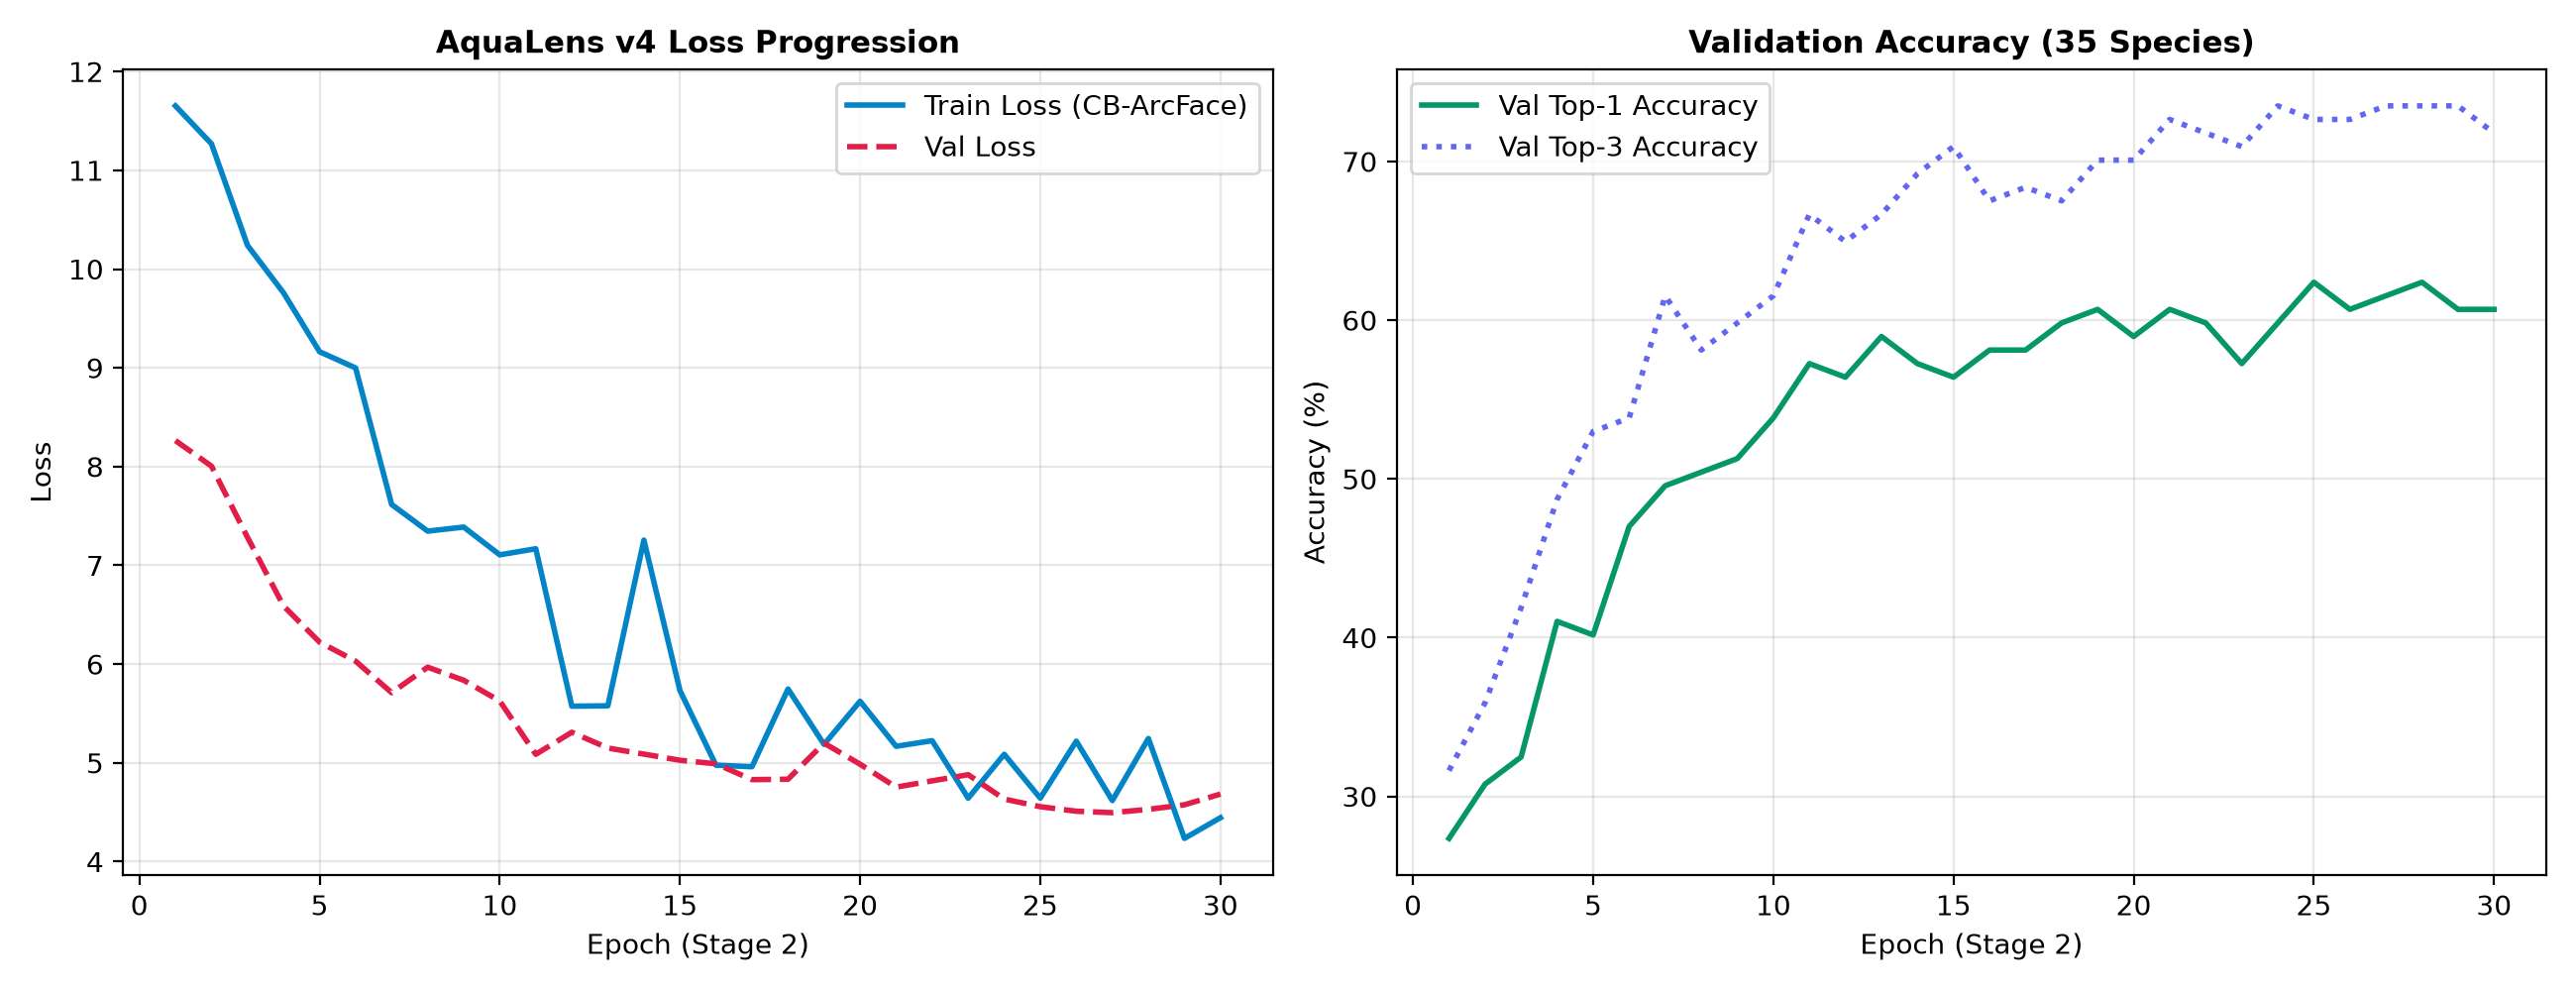 AquaLens v4 Loss Progression
12
11
10
9
8
7
6
5
4
Loss
Train Loss (CB-ArcFace)
Val Loss
0 5 10 15 20 25 30
Epoch (Stage 2)
Validation Accuracy (35 Species)
70
60
50
40
30
Accuracy (%)
Val Top-1 Accuracy
Val Top-3 Accuracy
0 5 10 15 20 25 30
Epoch (Stage 2)